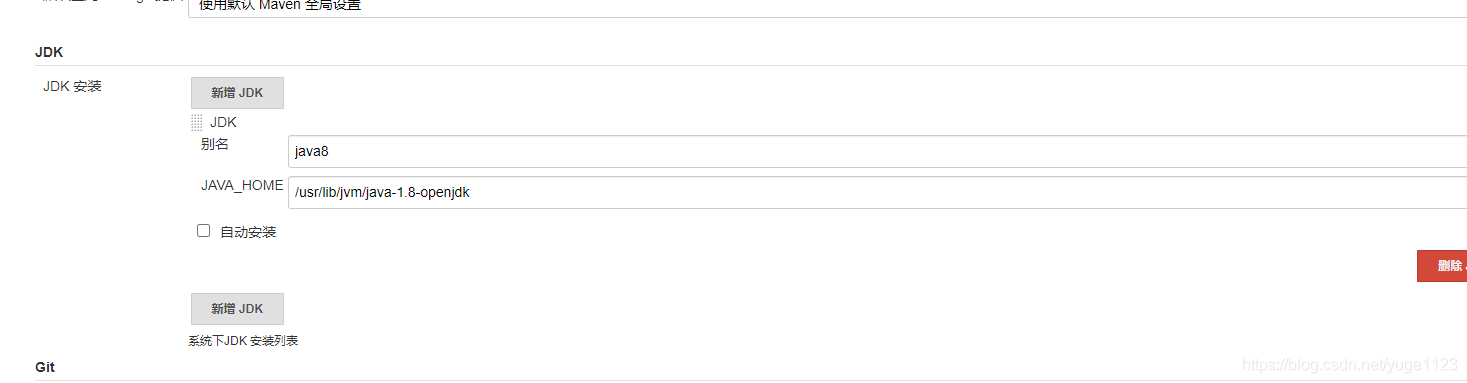 使用默认 Maven 全局设置
JDK
JDK 安装
新增 JDK
JDK
别名
java8
JAVA_HOME
/usr/lib/jvm/java-1.8-openjdk
自动安装
删除
新增 JDK
系统下JDK 安装列表
Git
https://blog.csdn.net/yuge1123